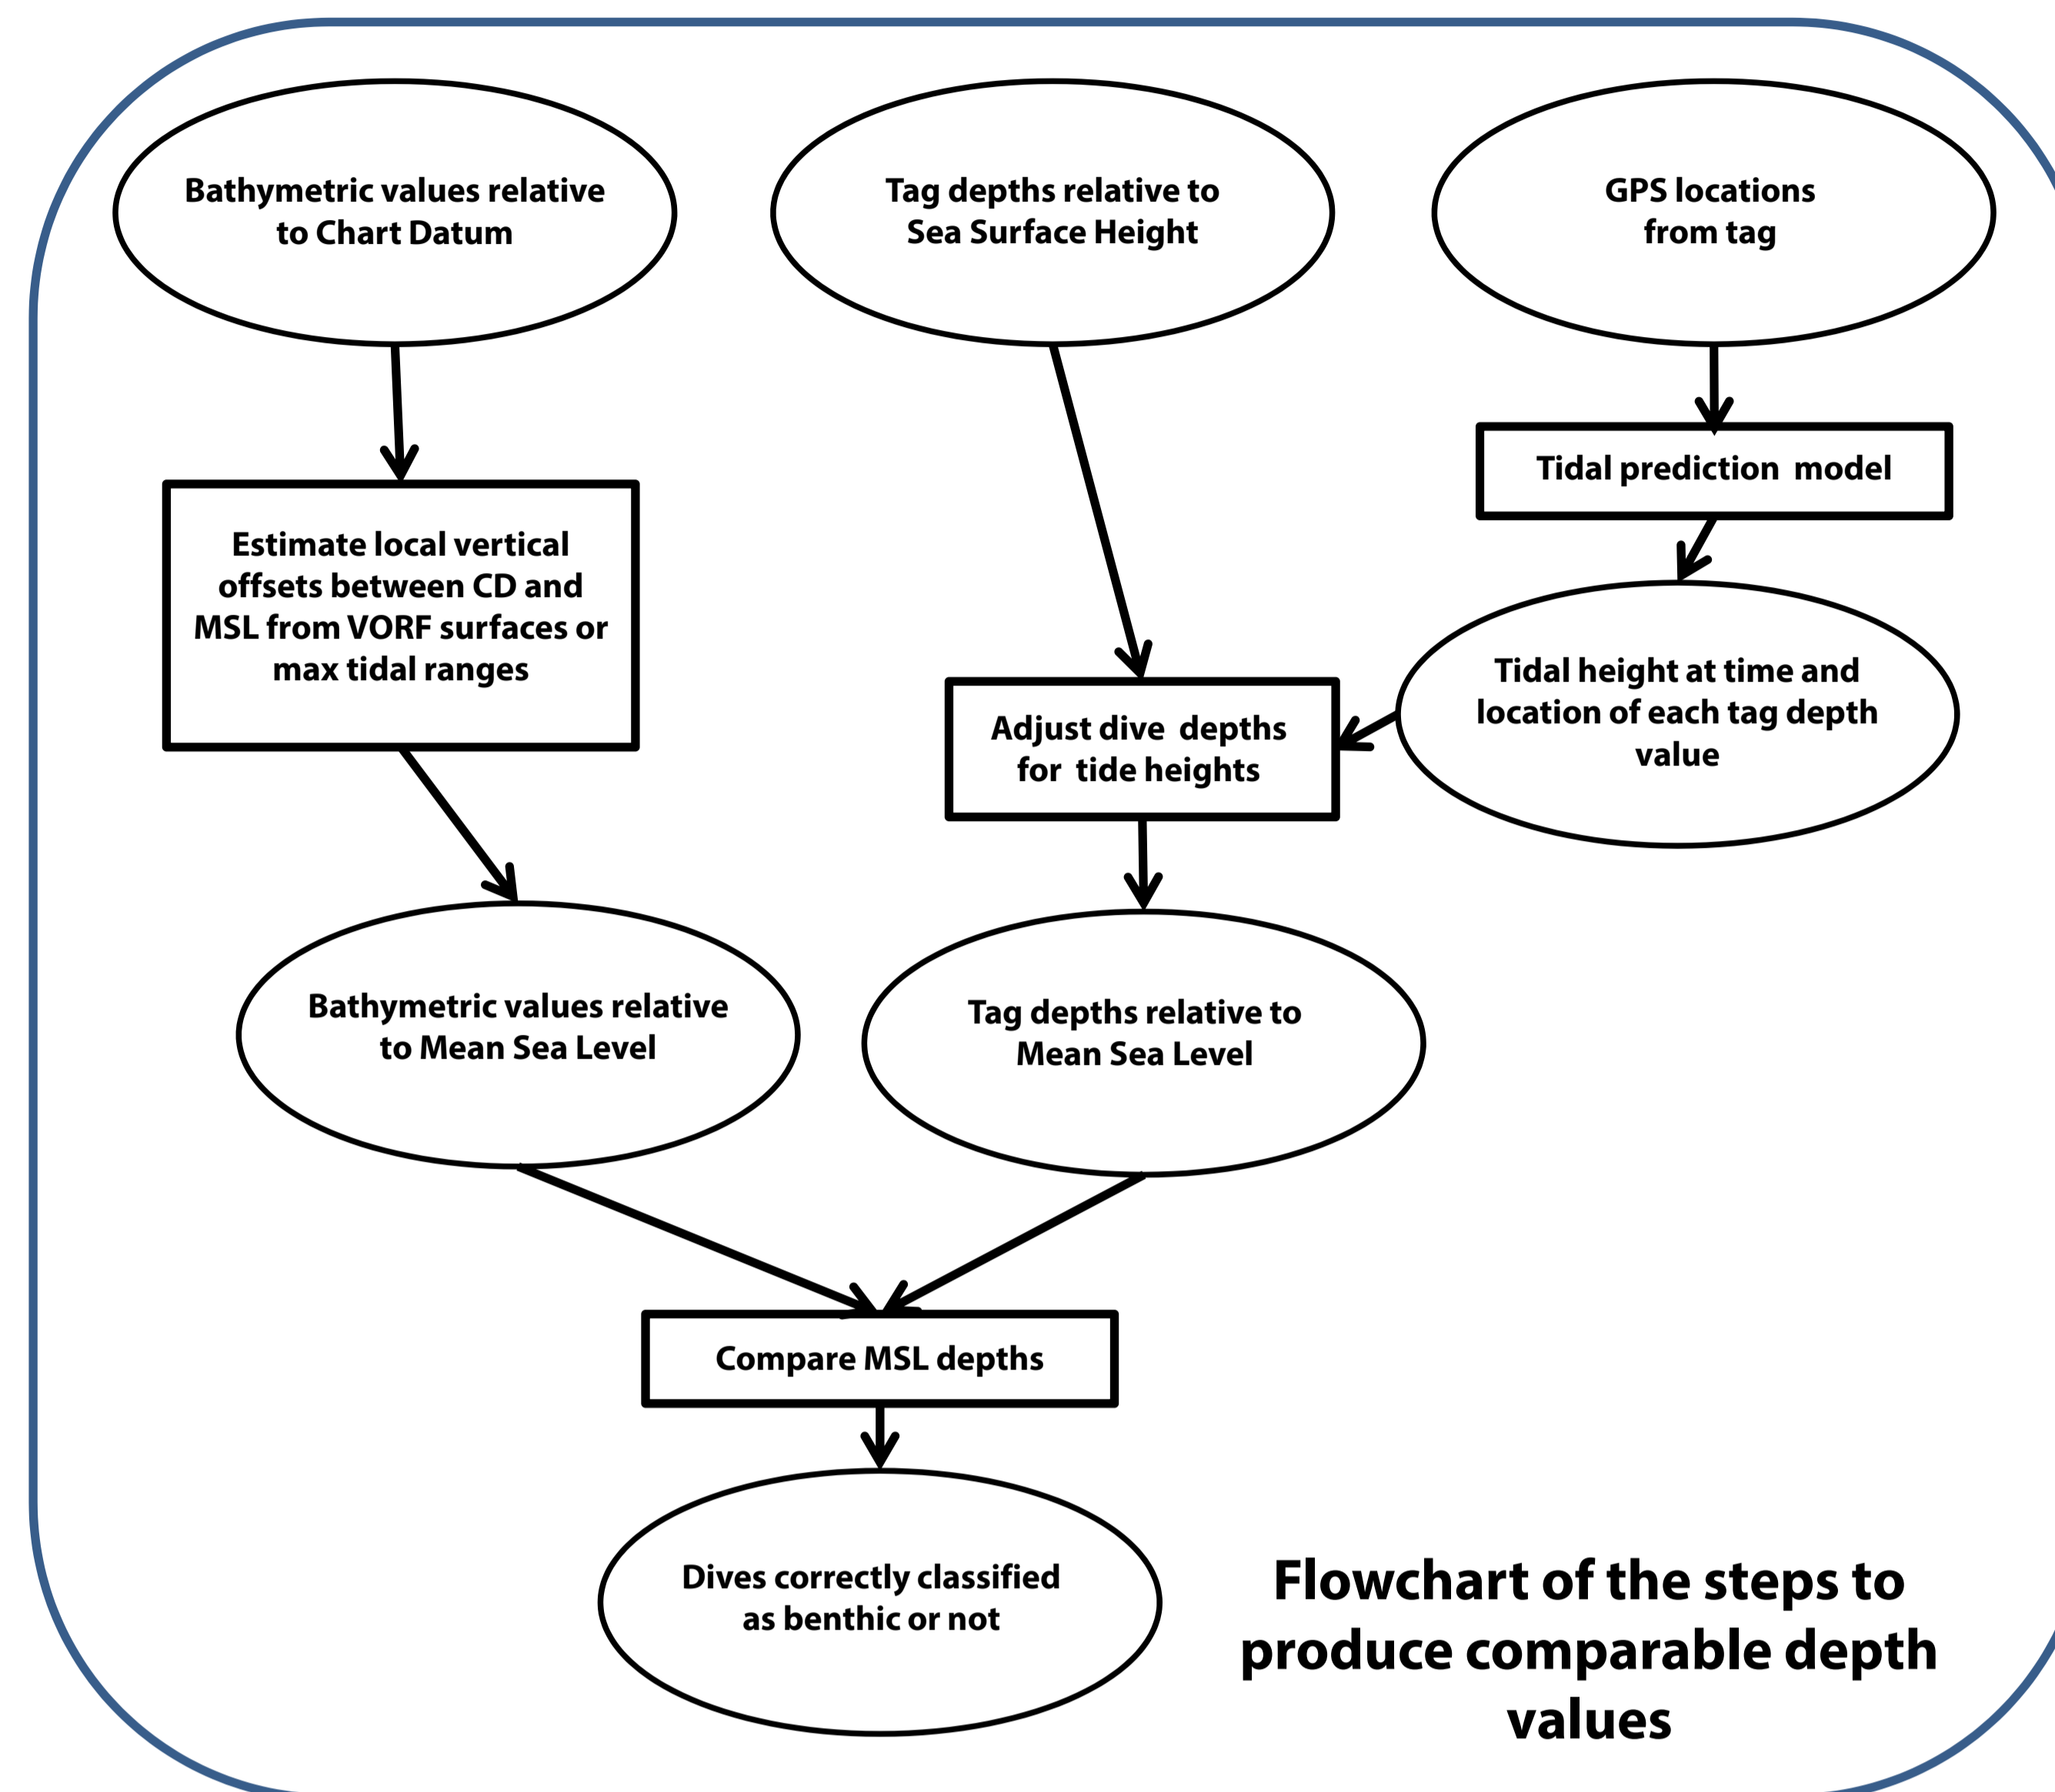 Bathymetric values relative
to Chart Datum
Tag depths relative to
Sea Surface Height
GPS locations
from tag
Tidal prediction model
Estimate local vertical
offsets between CD and
MSL from VORF surfaces or
max tidal ranges
Tidal height at time and
location of each tag depth
value
Adjust dive depths
for tide heights
Bathymetric values relative
to Mean Sea Level
Tag depths relative to
Mean Sea Level
Compare MSL depths
Dives correctly classified
as benthic or not
Flowchart of the steps to
produce comparable depth
values